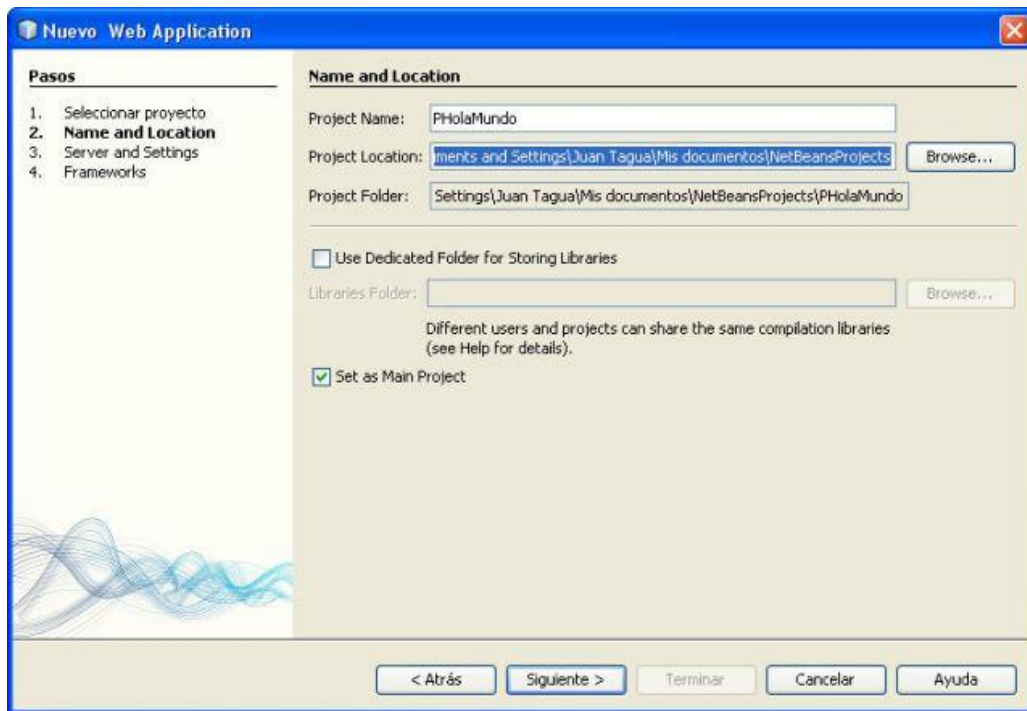 Nuevo Web Application
Pasos
1. Seleccionar proyecto
2. Name and Location
3. Server and Settings
4. Frameworks
Name and Location
Project Name: PHolaMundo
Project Location: ments and Settings\Juan Tagua\Mis documentos\NetBeansProjects Browse...
Project Folder: Settings\Juan Tagua\Mis documentos\NetBeansProjects\PHolaMundo
Use Dedicated Folder for Storing Libraries
Libraries Folder: Browse...
Different users and projects can share the same compilation libraries
(see Help for details).
Set as Main Project
< Atrás Siguiente > Terminar Cancelar Ayuda